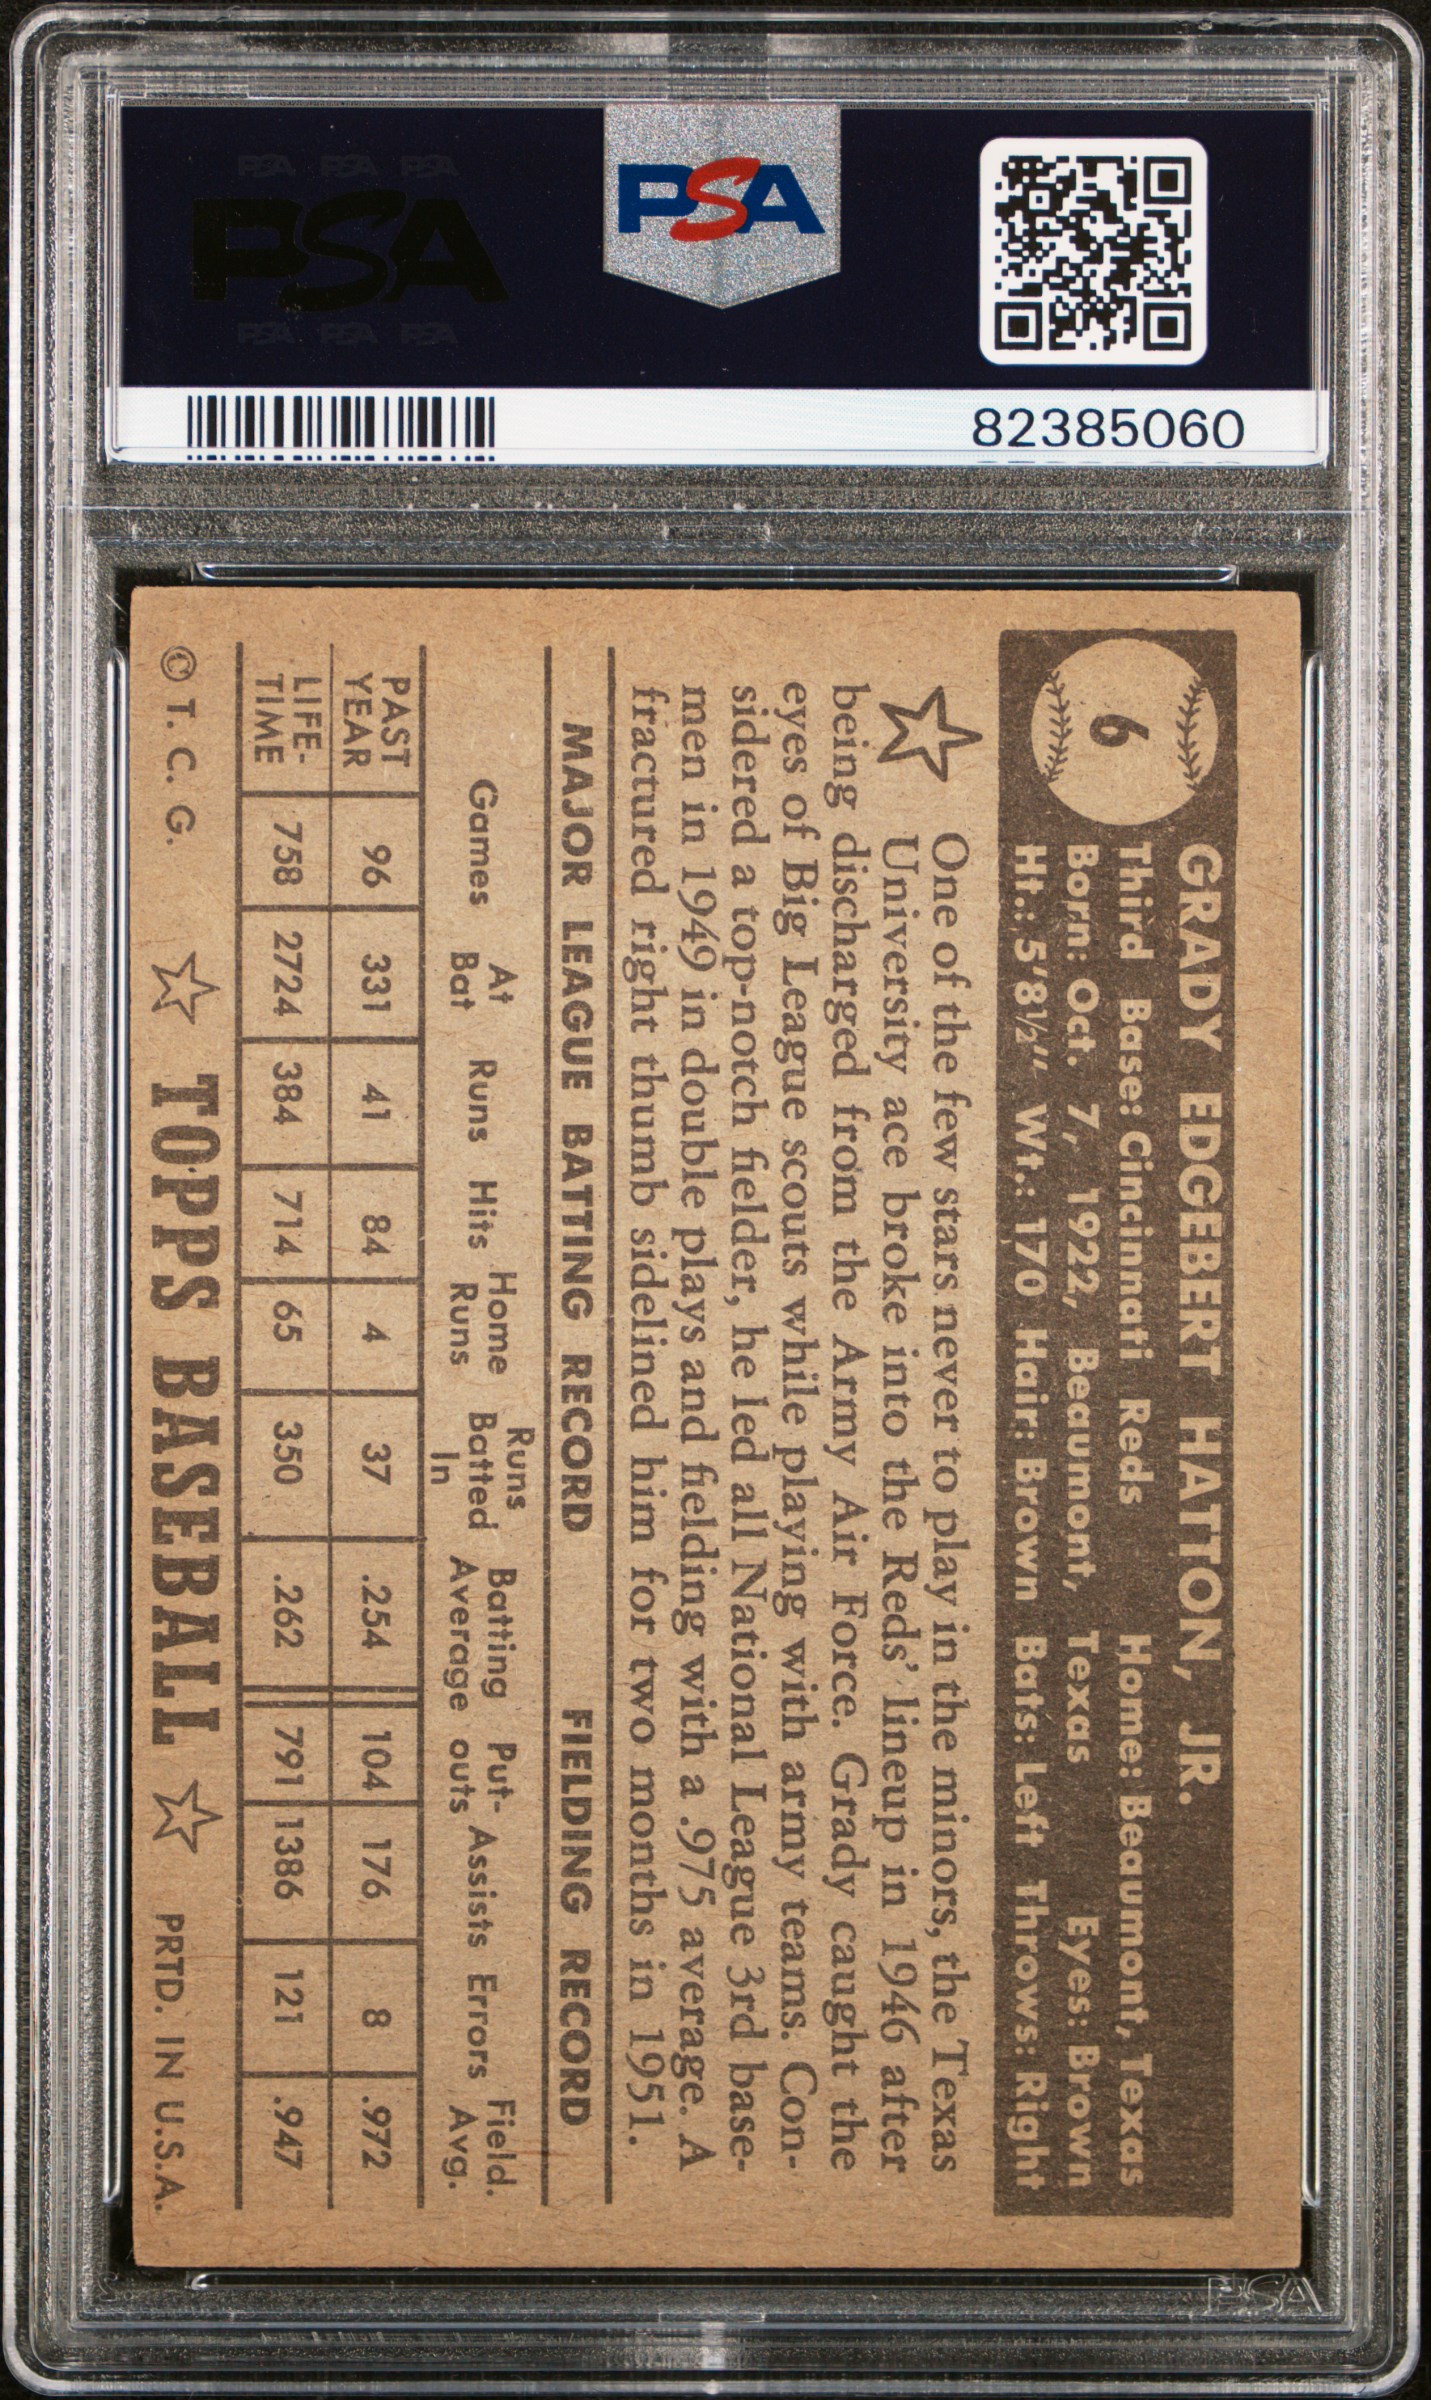 PSA PSA PSA
PSA
PSA PSA PSA
PSA
82385060
6
GRADY EDGEBERT HATTON, JR.
Third Base: Cincinnati Reds Home: Beaumont, Texas
Born: Oct. 7, 1922, Beaumont, Texas Eyes: Brown
Ht.: 5'8½" Wt.: 170 Hair: Brown Bats: Left Throws: Right
One of the few stars never to play in the minors, the Texas
University ace broke into the Reds' lineup in 1946 after
being discharged from the Army Air Force. Grady caught the
eyes of Big League scouts while playing with army teams. Con-
sidered a top-notch fielder, he led all National League 3rd base-
men in 1949 in double plays and fielding with a .975 average. A
fractured right thumb sidelined him for two months in 1951.
MAJOR LEAGUE BATTING RECORD FIELDING RECORD
Games At Bat Runs Hits Home Runs Runs Batted In Batting Average Put-outs Assists Errors Field. Avg.
PAST YEAR 96 331 41 84 4 37 .254 104 176 8 .972
LIFE-TIME 758 2724 384 714 65 350 .262 791 1386 121 .947
© T. C. G. ☆ TOPPS BASEBALL ☆ PRTD. IN U.S.A.
PSA